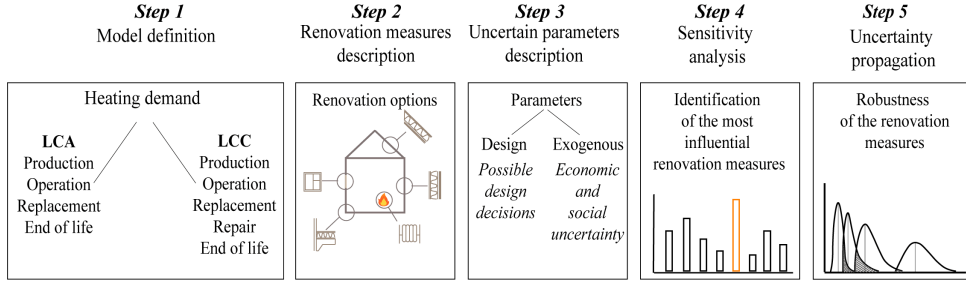 Step 1
Model definition
Heating demand
LCA
Production
Operation
Replacement
End of life
LCC
Production
Operation
Replacement
Repair
End of life
Step 2
Renovation measures
description
Renovation options
Step 3
Uncertain parameters
description
Parameters
Design
Possible
design
decisions
Exogenous
Economic
and
social
uncertainty
Step 4
Sensitivity
analysis
Identification
of the most
influential
renovation measures
Step 5
Uncertainty
propagation
Robustness
of the renovation
measures